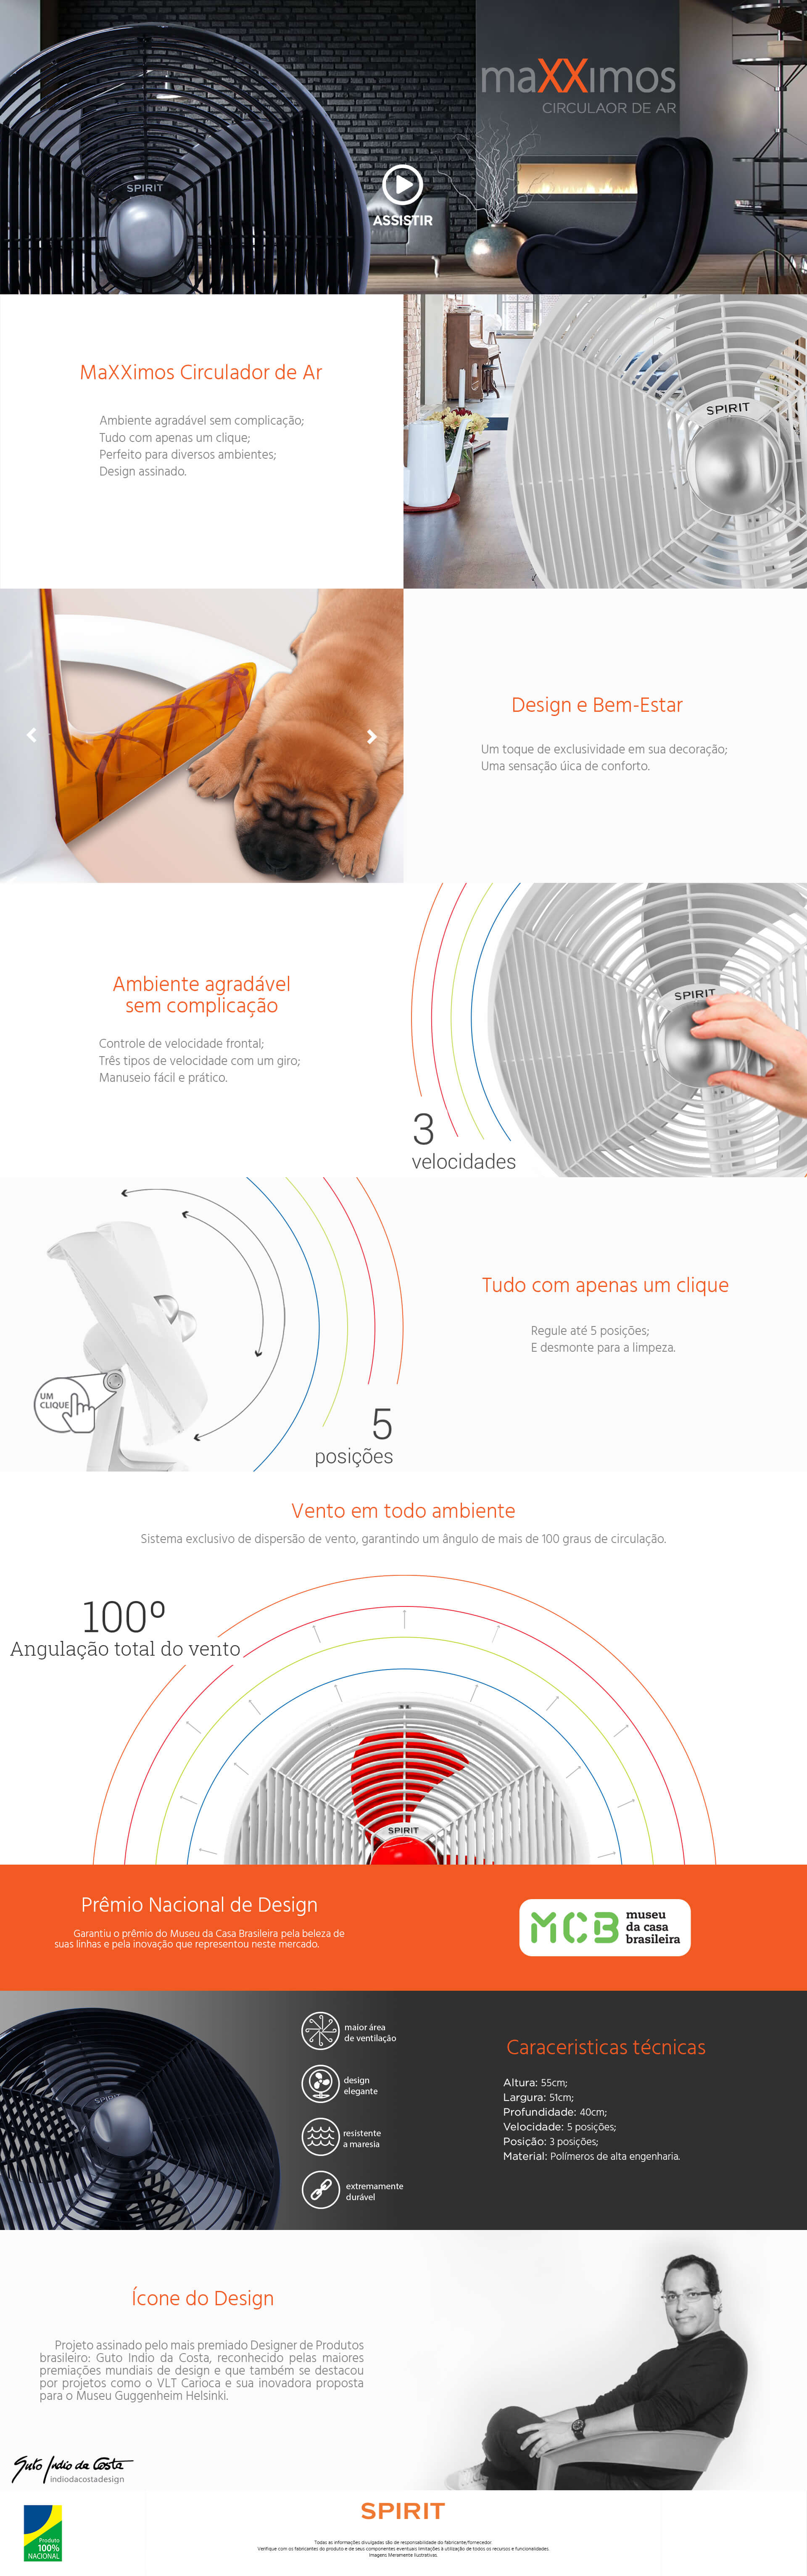 maXXimos
CIRCULAOR DE AR
SPIRIT
ASSISTIR
MaXXimos Circulador de Ar
Ambiente agradável sem complicação;
Tudo com apenas um clique;
Perfeito para diversos ambientes;
Design assinado.
SPIRIT
Design e Bem-Estar
Um toque de exclusividade em sua decoração;
Uma sensação úica de conforto.
Ambiente agradável
sem complicação
Controle de velocidade frontal;
Três tipos de velocidade com um giro;
Manuseio fácil e prático.
SPIRIT
3
velocidades
UM
CLIQUE
5
posições
Tudo com apenas um clique
Regule até 5 posições;
E desmonte para a limpeza.
Vento em todo ambiente
Sistema exclusivo de dispersão de vento, garantindo um ângulo de mais de 100 graus de circulação.
100º
Angulação total do vento
SPIRIT
Prêmio Nacional de Design
Garantiu o prêmio do Museu da Casa Brasileira pela beleza de
suas linhas e pela inovação que representou neste mercado.
MCB museu
da casa
brasileira
SPIRIT
maior área
de ventilação
design
elegante
resistente
a maresia
extremamente
durável
Caracerísticas técnicas
Altura: 55cm;
Largura: 51cm;
Profundidade: 40cm;
Velocidade: 5 posições;
Posição: 3 posições;
Material: Polímeros de alta engenharia.
Ícone do Design
Projeto assinado pelo mais premiado Designer de Produtos
brasileiro: Guto Indio da Costa, reconhecido pelas maiores
premiações mundiais de design e que também se destacou
por projetos como o VLT Carioca e sua inovadora proposta
para o Museu Guggenheim Helsinki.
Guto Indio da Costa
indiodacostadesign
Produto
100%
NACIONAL
SPIRIT
Todas as informações divulgadas são de responsabilidade do fabricante/fornecedor.
Verifique com os fabricantes do produto e de seus componentes eventuais limitações à utilização de todos os recursos e funcionalidades.
Imagens Meramente Ilustrativas.